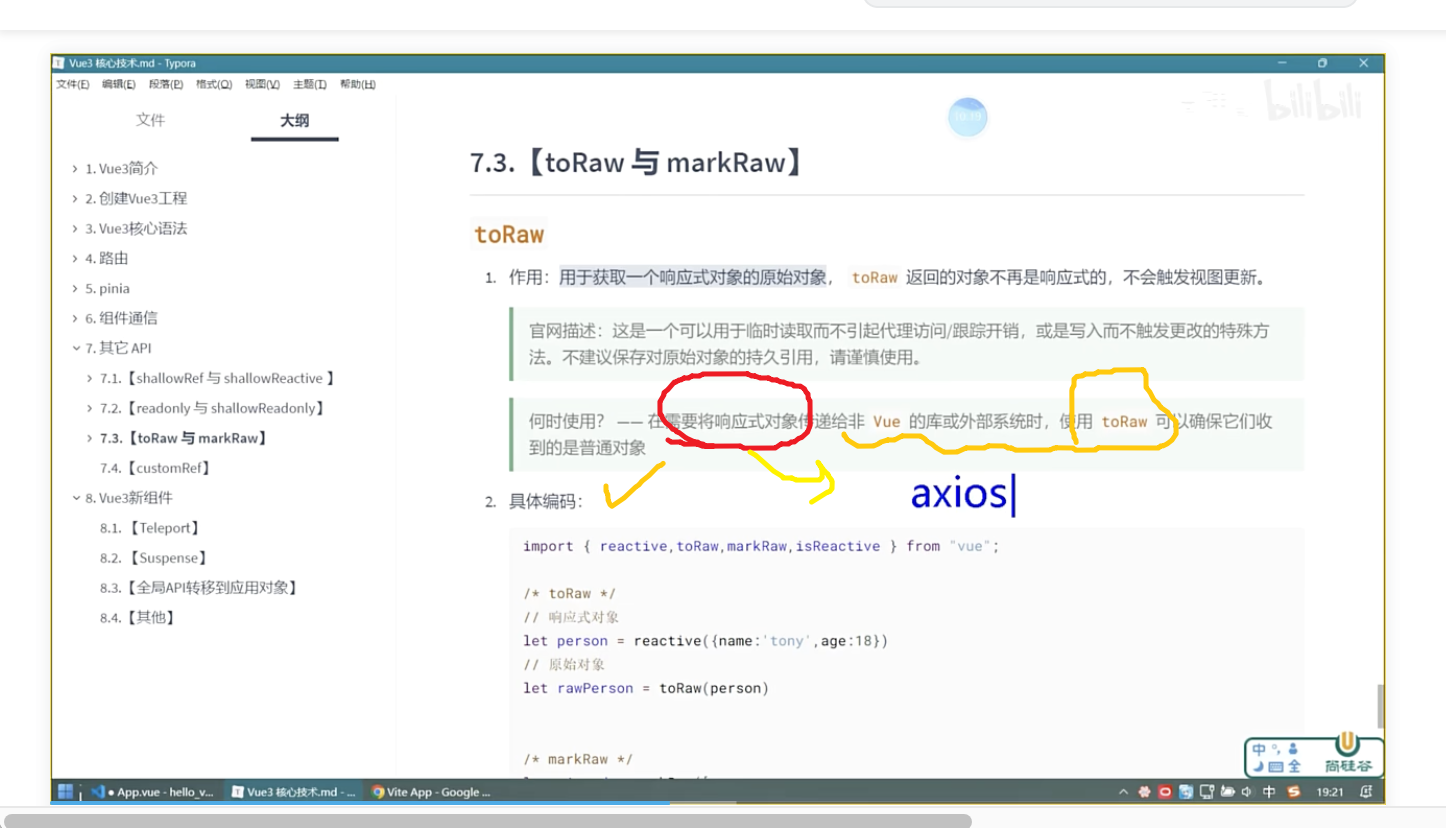 Vue3 核心技术.md - Typora
文件(F) 编辑(E) 段落(P) 格式(O) 视图(V) 主题(T) 帮助(H)
bilibili
文件 大纲
1. Vue3简介
2. 创建Vue3工程
3. Vue3核心语法
4. 路由
5. pinia
6. 组件通信
7. 其它 API
7.1.【shallowRef 与 shallowReactive 】
7.2.【readonly 与 shallowReadonly】
7.3.【toRaw 与 markRaw】
7.4.【customRef】
8. Vue3新组件
8.1.【Teleport】
8.2.【Suspense】
8.3.【全局API转移到应用对象】
8.4.【其他】
7.3.【toRaw 与 markRaw】
toRaw
1. 作用：用于获取一个响应式对象的原始对象， toRaw 返回的对象不再是响应式的，不会触发视图更新。
官网描述：这是一个可以用于临时读取而不引起代理访问/跟踪开销，或是写入而不触发更改的特殊方
法。不建议保存对原始对象的持久引用，请谨慎使用。
何时使用？ —— 在需要将响应式对象传递给非 Vue 的库或外部系统时，使用 toRaw 可以确保它们收
到的是普通对象
axios
2. 具体编码：
import { reactive,toRaw,markRaw,isReactive } from "vue";
/* toRaw */
// 响应式对象
let person = reactive({name:'tony',age:18})
// 原始对象
let rawPerson = toRaw(person)
/* markRaw */
中 °, 全
尚硅谷
● App.vue - hello_v... Vue3 核心技术.md - ... Vite App - Google ...
中 19:21